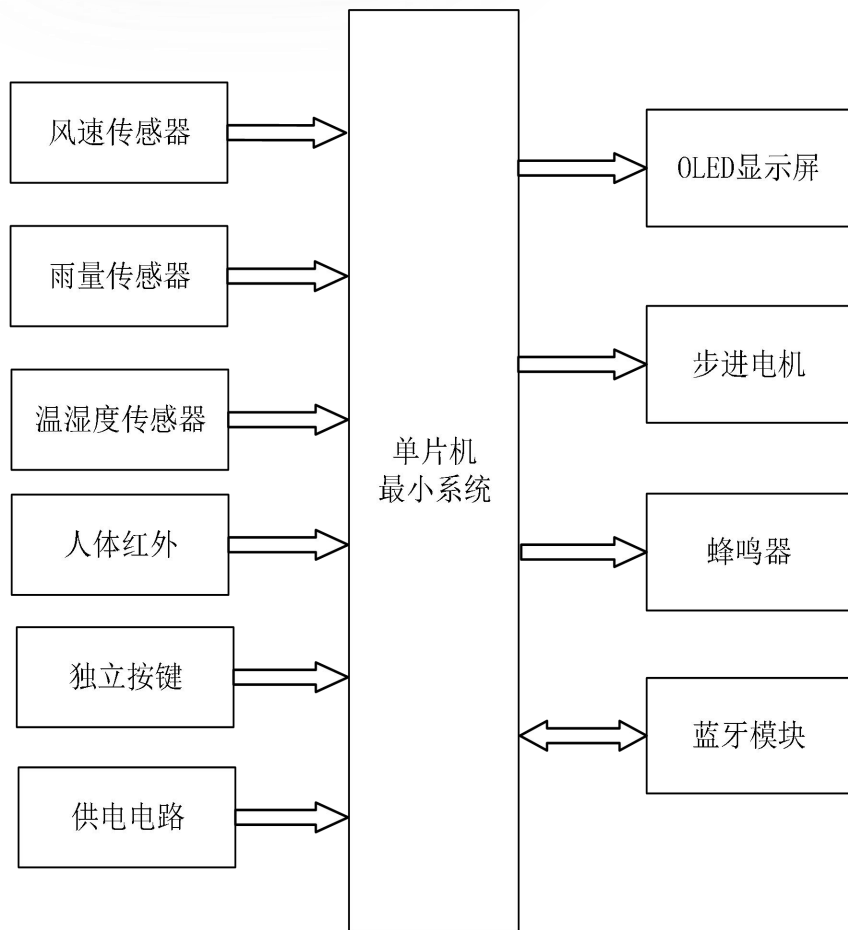 风速传感器
雨量传感器
温湿度传感器
人体红外
独立按键
供电电路
单片机
最小系统
OLED显示屏
步进电机
蜂鸣器
蓝牙模块